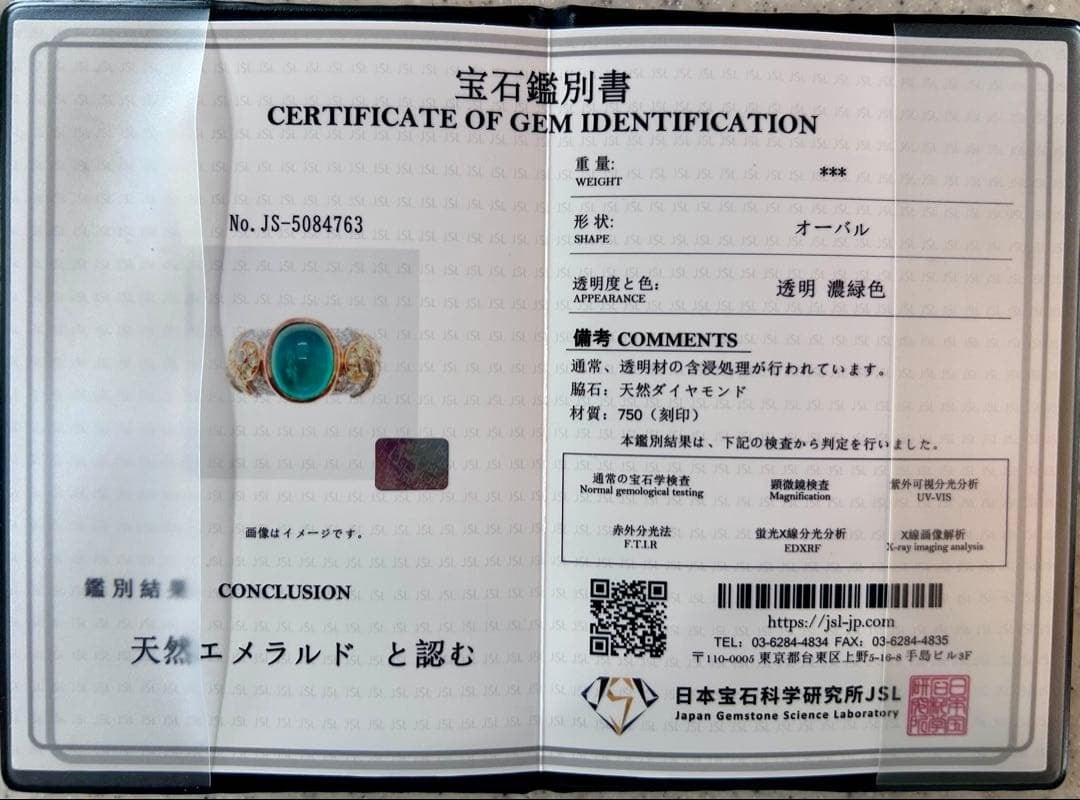 宝石鑑別書
CERTIFICATE OF GEM IDENTIFICATION
No.JS-5084763
画像はイメージです。
鑑別結果 CONCLUSION
天然エメラルド と認む
重量:
WEIGHT
***
形状:
SHAPE
オーバル
透明度と色:
APPEARANCE
透明 濃緑色
備考 COMMENTS
通常、透明材の含浸処理が行われています。
脇石: 天然ダイヤモンド
材質: 750(刻印)
本鑑別結果は、下記の検査から判定を行いました。
通常の宝石学検査 顕微鏡検査 紫外可視分光分析
Normal gemological testing Magnification UV-VIS
赤外分光法 蛍光X線分光分析 X線画像解析
F.T.I.R EDXRF X-ray imaging analysis
https://jsl-jp.com
TEL: 03-6284-4834 FAX: 03-6284-4835
〒110-0005 東京都台東区上野5-16-8 手島ビル3F
日本宝石科学研究所JSL
Japan Gemstone Science Laboratory